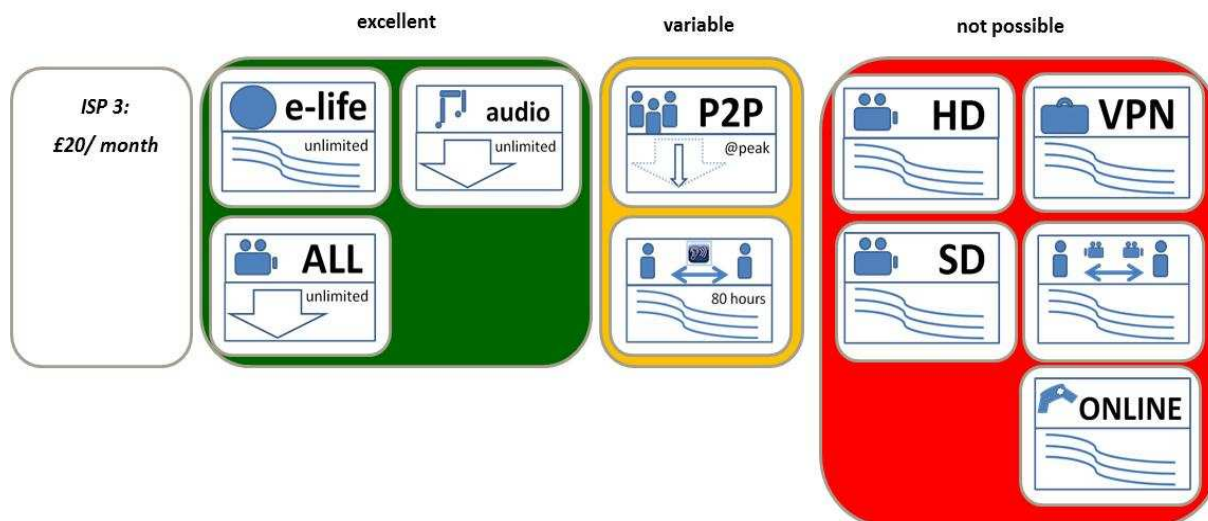 excellent
variable
not possible
ISP 3:
£20/ month
e-life
unlimited
audio
unlimited
P2P
@peak
HD
VPN
ALL
unlimited
80 hours
SD
ONLINE